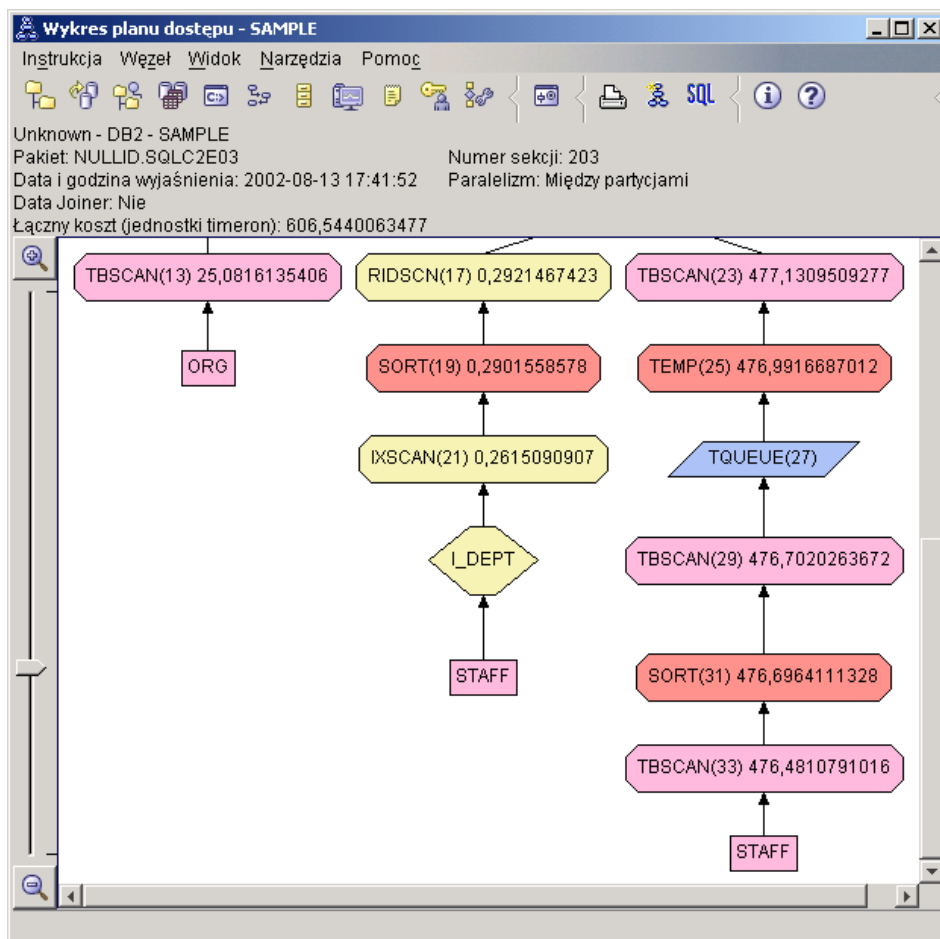 Wykres planu dostępu - SAMPLE
Instrukcja Węzeł Widok Narzędzia Pomoc
C:>
SQL
Unknown - DB2 - SAMPLE
Pakiet: NULLID.SQLC2E03 Numer sekcji: 203
Data i godzina wyjaśnienia: 2002-08-13 17:41:52 Paralelizm: Między partycjami
Data Joiner: Nie
Łączny koszt (jednostki timeron): 606,5440063477
TBSCAN(13) 25,0816135406 RIDSCN(17) 0,2921467423 TBSCAN(23) 477,1309509277
ORG SORT(19) 0,2901558578 TEMP(25) 476,9916687012
IXSCAN(21) 0,2615090907 TQUEUE(27)
I_DEPT TBSCAN(29) 476,7020263672
STAFF SORT(31) 476,6964111328
TBSCAN(33) 476,4810791016
STAFF